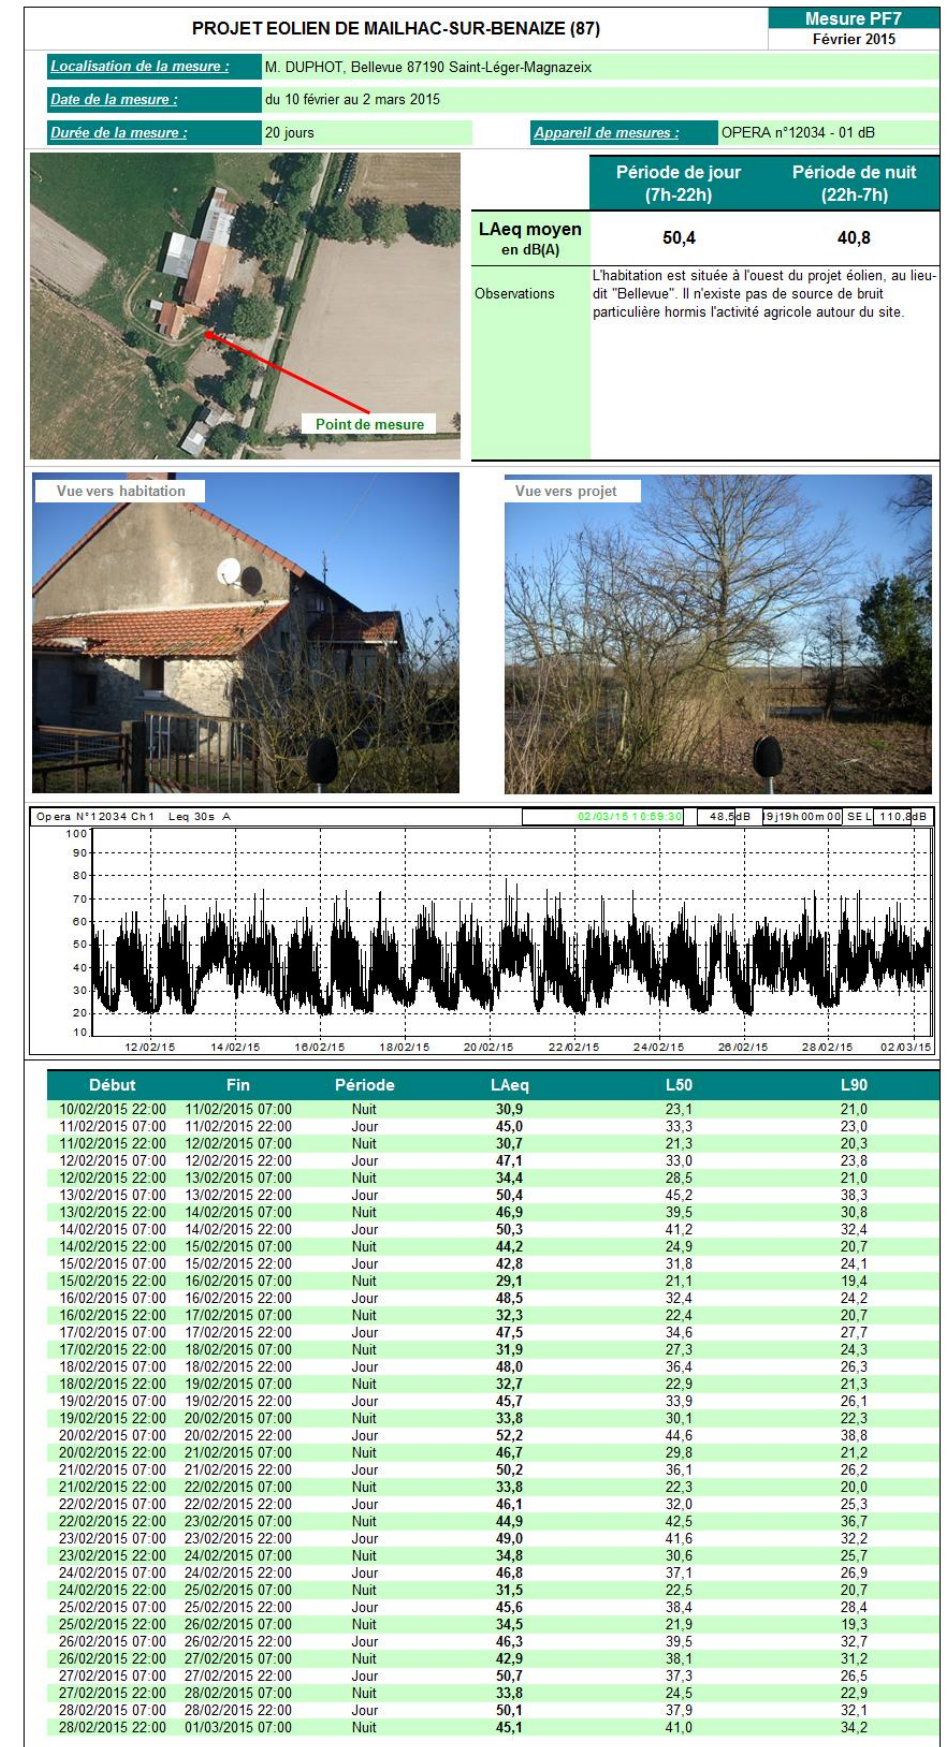 PROJET EOLIEN DE MAILHAC-SUR-BENAIZE (87)
Mesure PF7
Février 2015
Localisation de la mesure : M. DUPHOT, Bellevue 87190 Saint-Léger-Magnazeix
Date de la mesure : du 10 février au 2 mars 2015
Durée de la mesure : 20 jours Appareil de mesures : OPERA n°12034 - 01 dB
Période de jour Période de nuit
(7h-22h) (22h-7h)
LAeq moyen
en dB(A)
50,4 40,8
Observations
L'habitation est située à l'ouest du projet éolien, au lieu-
dit "Bellevue". Il n'existe pas de source de bruit
particulière hormis l'activité agricole autour du site.
Point de mesure
Vue vers habitation
Vue vers projet
Opera N°12034 Ch1 Leq 30s A 02/03/15 10:59:30 48.5dB 19j19h00m00 SEL 110.8dB
100
90
80
70
60
50
40
30
20
10
12/02/15 14/02/15 16/02/15 18/02/15 20/02/15 22/02/15 24/02/15 26/02/15 28/02/15 02/03/15
Début Fin Période LAeq L50 L90
10/02/2015 22:00 11/02/2015 07:00 Nuit 30,9 23,1 21,0
11/02/2015 07:00 11/02/2015 22:00 Jour 45,0 33,3 23,0
11/02/2015 22:00 12/02/2015 07:00 Nuit 30,7 21,3 20,3
12/02/2015 07:00 12/02/2015 22:00 Jour 47,1 33,0 23,8
12/02/2015 22:00 13/02/2015 07:00 Nuit 34,4 28,5 21,0
13/02/2015 07:00 13/02/2015 22:00 Jour 50,4 45,2 38,3
13/02/2015 22:00 14/02/2015 07:00 Nuit 46,9 39,5 30,8
14/02/2015 07:00 14/02/2015 22:00 Jour 50,3 41,2 32,4
14/02/2015 22:00 15/02/2015 07:00 Nuit 44,2 24,9 20,7
15/02/2015 07:00 15/02/2015 22:00 Jour 42,8 31,8 24,1
15/02/2015 22:00 16/02/2015 07:00 Nuit 29,1 21,1 19,4
16/02/2015 07:00 16/02/2015 22:00 Jour 48,5 32,4 24,2
16/02/2015 22:00 17/02/2015 07:00 Nuit 32,3 22,4 20,7
17/02/2015 07:00 17/02/2015 22:00 Jour 47,5 34,6 27,7
17/02/2015 22:00 18/02/2015 07:00 Nuit 31,9 27,3 24,3
18/02/2015 07:00 18/02/2015 22:00 Jour 48,0 36,4 26,3
18/02/2015 22:00 19/02/2015 07:00 Nuit 32,7 22,9 21,3
19/02/2015 07:00 19/02/2015 22:00 Jour 45,7 33,9 26,1
19/02/2015 22:00 20/02/2015 07:00 Nuit 33,8 30,1 22,3
20/02/2015 07:00 20/02/2015 22:00 Jour 52,2 44,6 38,8
20/02/2015 22:00 21/02/2015 07:00 Nuit 46,7 29,8 21,2
21/02/2015 07:00 21/02/2015 22:00 Jour 50,2 36,1 26,2
21/02/2015 22:00 22/02/2015 07:00 Nuit 33,8 22,3 20,0
22/02/2015 07:00 22/02/2015 22:00 Jour 46,1 32,0 25,3
22/02/2015 22:00 23/02/2015 07:00 Nuit 44,9 42,5 36,7
23/02/2015 07:00 23/02/2015 22:00 Jour 49,0 41,6 32,2
23/02/2015 22:00 24/02/2015 07:00 Nuit 34,8 30,6 25,7
24/02/2015 07:00 24/02/2015 22:00 Jour 46,8 37,1 26,9
24/02/2015 22:00 25/02/2015 07:00 Nuit 31,5 22,5 20,7
25/02/2015 07:00 25/02/2015 22:00 Jour 45,6 38,4 28,4
25/02/2015 22:00 26/02/2015 07:00 Nuit 34,5 21,9 19,3
26/02/2015 07:00 26/02/2015 22:00 Jour 46,3 39,5 32,7
26/02/2015 22:00 27/02/2015 07:00 Nuit 42,9 38,1 31,2
27/02/2015 07:00 27/02/2015 22:00 Jour 50,7 37,3 26,5
27/02/2015 22:00 28/02/2015 07:00 Nuit 33,8 24,5 22,9
28/02/2015 07:00 28/02/2015 22:00 Jour 50,1 37,9 32,1
28/02/2015 22:00 01/03/2015 07:00 Nuit 45,1 41,0 34,2